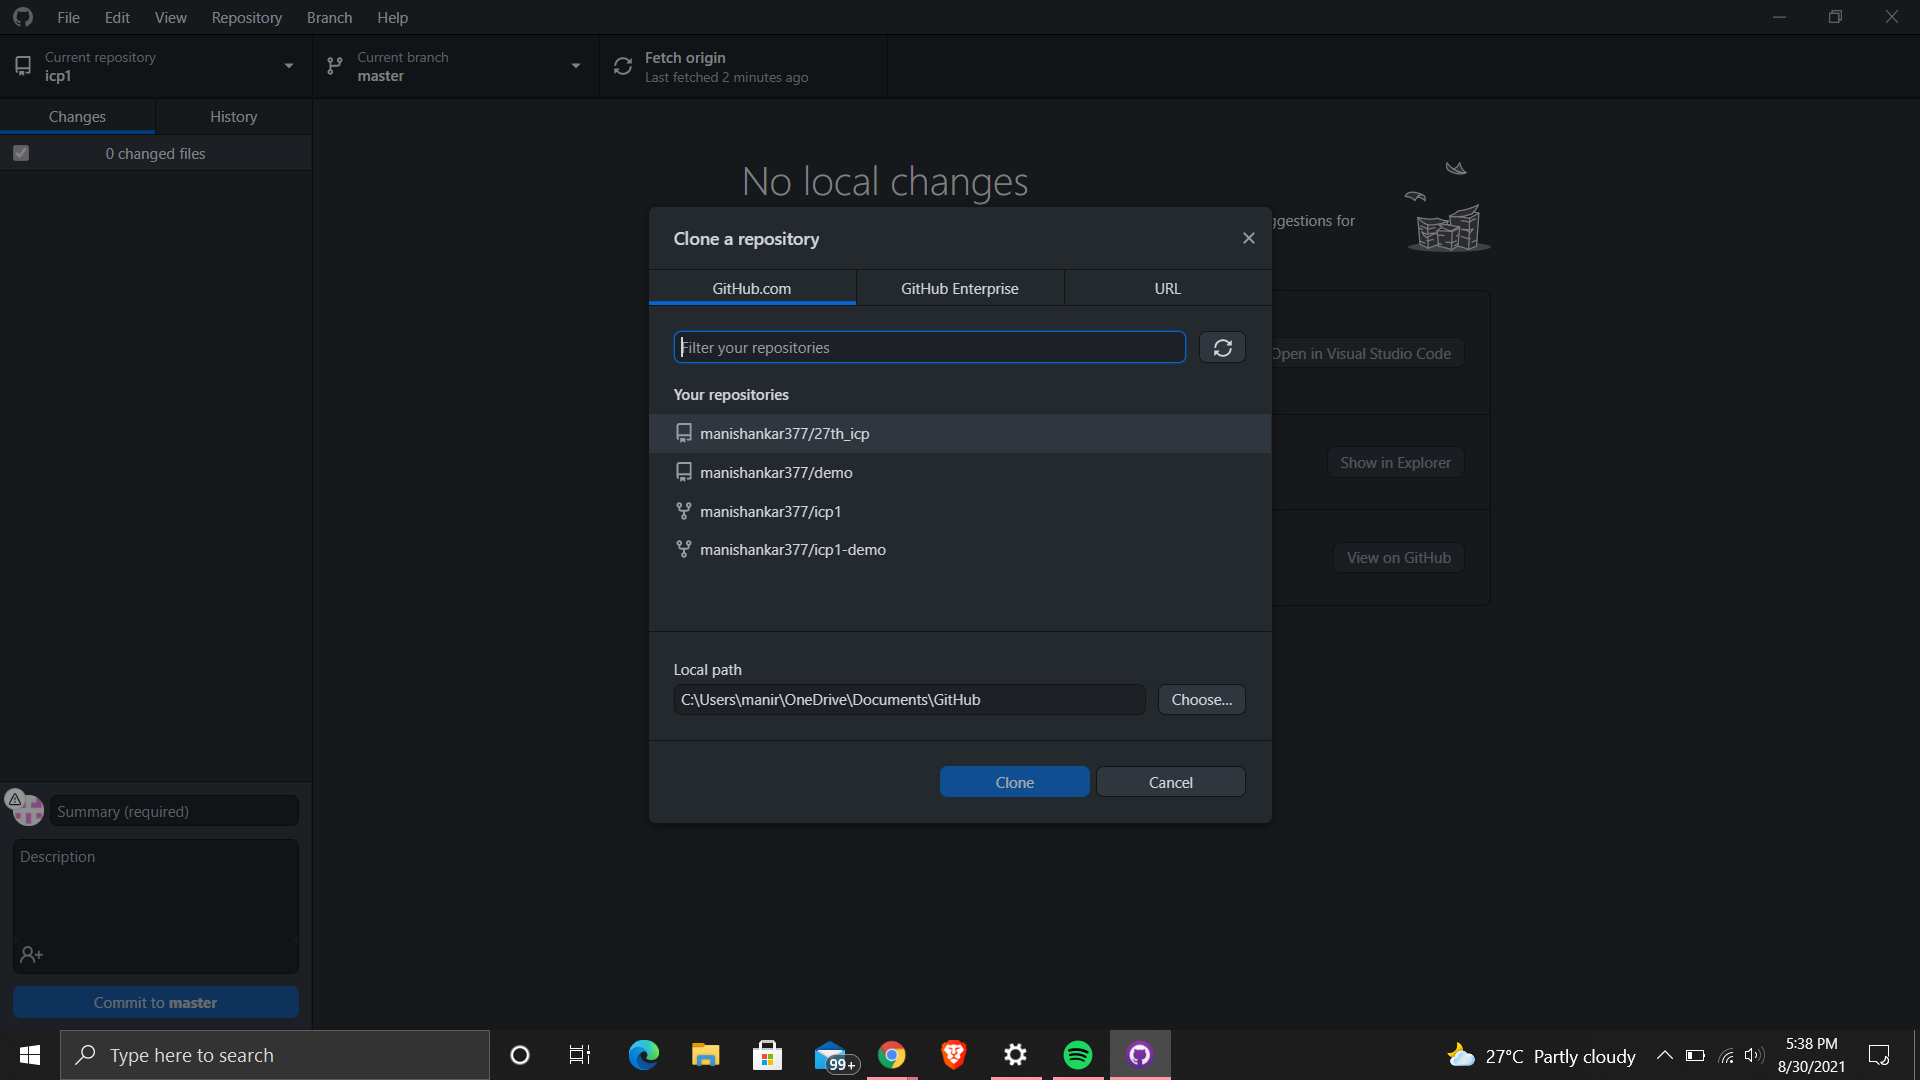 File Edit View Repository Branch Help
Current repository
icp1
Current branch
master
Fetch origin
Last fetched 2 minutes ago
Changes
History
0 changed files
No local changes
ggestions for
Clone a repository
GitHub.com
GitHub Enterprise
URL
Filter your repositories
Open in Visual Studio Code
Your repositories
manishankar377/27th_icp
manishankar377/demo
manishankar377/icp1
manishankar377/icp1-demo
Show in Explorer
View on GitHub
Local path
C:\Users\manir\OneDrive\Documents\GitHub
Choose...
Clone
Cancel
Summary (required)
Description
Commit to master
Type here to search
99+
27°C Partly cloudy
5:38 PM
8/30/2021